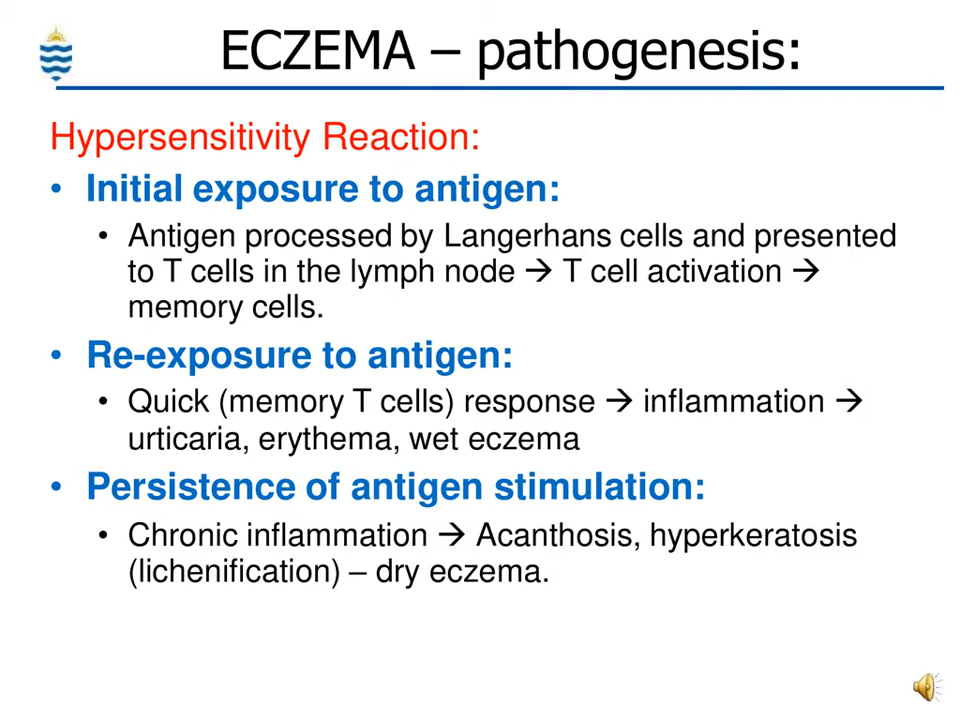 ECZEMA – pathogenesis:
Hypersensitivity Reaction:
• Initial exposure to antigen:
• Antigen processed by Langerhans cells and presented
to T cells in the lymph node → T cell activation →
memory cells.
• Re-exposure to antigen:
• Quick (memory T cells) response → inflammation →
urticaria, erythema, wet eczema
• Persistence of antigen stimulation:
• Chronic inflammation → Acanthosis, hyperkeratosis
(lichenification) – dry eczema.